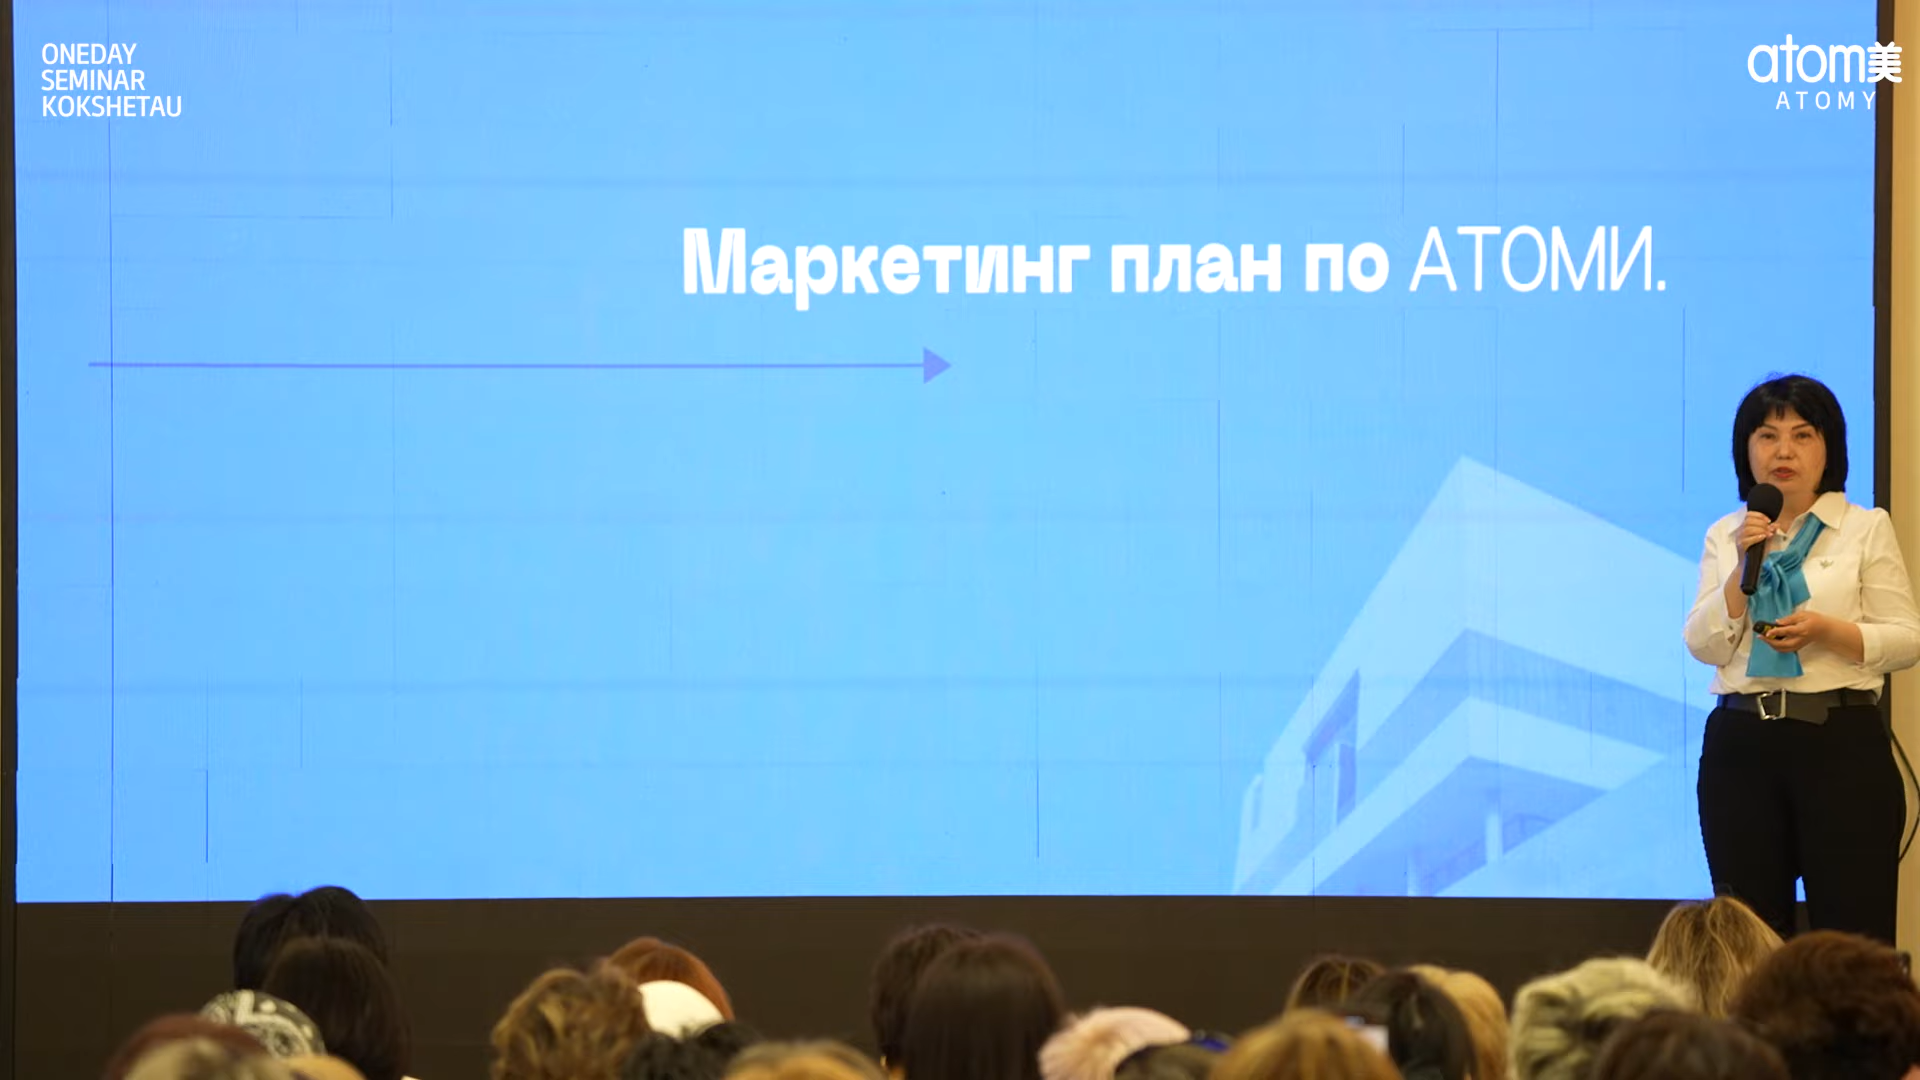 ONEDAY
SEMINAR
KOKSHETAU
atom美
ATOMY
Маркетинг план по АТОМИ.